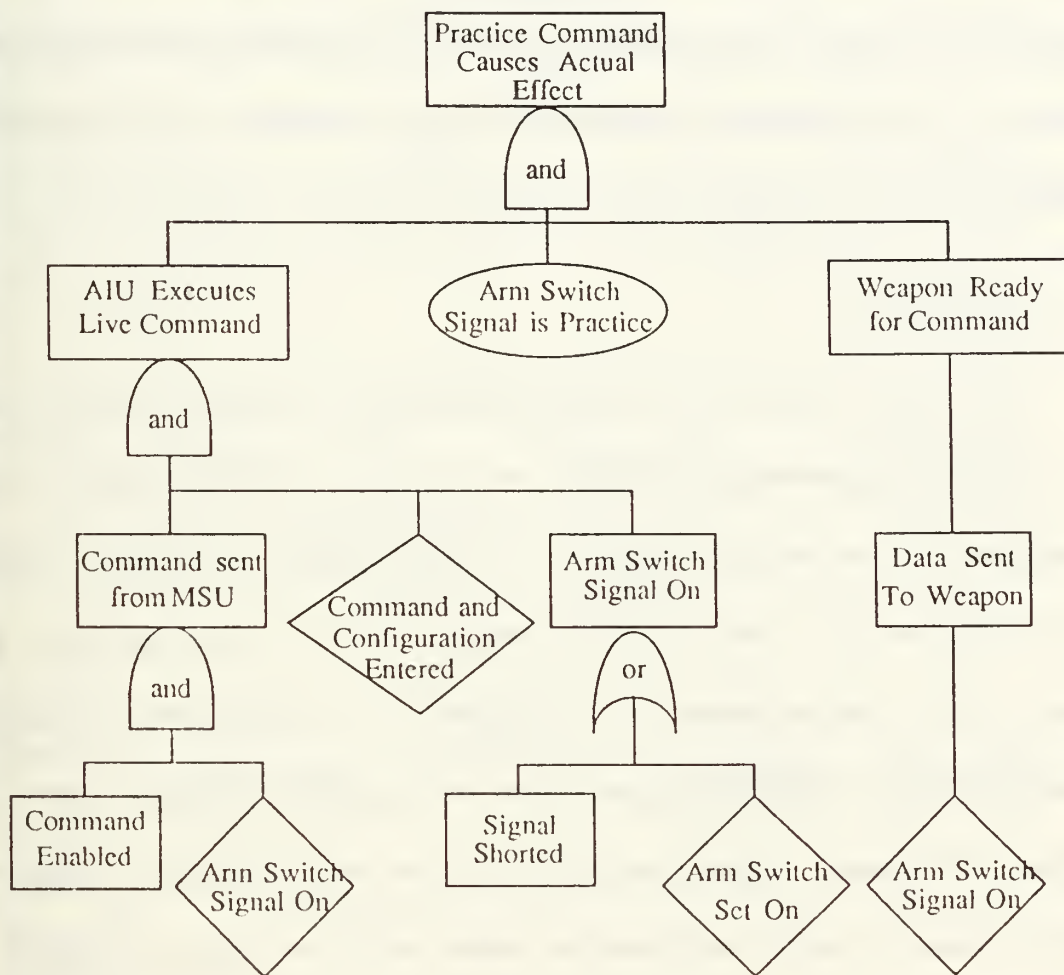 Practice Command
Causes Actual
Effect
and
AIU Executes
Live Command
Arm Switch
Signal is Practice
Weapon Ready
for Command
and
Command sent
from MSU
Command and
Configuration
Entered
Arm Switch
Signal On
Data Sent
To Weapon
and
or
Command
Enabled
Arm Switch
Signal On
Signal
Shorted
Arm Switch
Set On
Arm Switch
Signal On